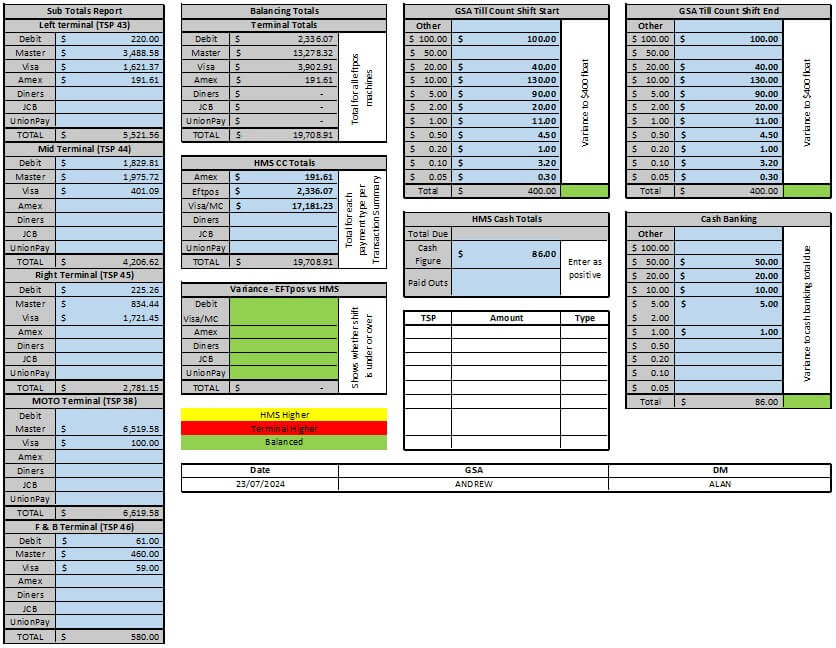 Sub Totals Report
Left terminal (TSP 43)
Debit $ 220.00
Master $ 3,488.58
Visa $ 1,621.37
Amex $ 191.61
Diners
JCB
UnionPay
TOTAL $ 5,521.56
Mid Terminal (TSP 44)
Debit $ 1,829.81
Master $ 1,975.72
Visa $ 401.09
Amex
Diners
JCB
UnionPay
TOTAL $ 4,206.62
Right Terminal (TSP 45)
Debit $ 225.26
Master $ 834.44
Visa $ 1,721.45
Amex
Diners
JCB
UnionPay
TOTAL $ 2,781.15
MOTO Terminal (TSP 38)
Debit
Master $ 6,519.58
Visa $ 100.00
Amex
Diners
JCB
UnionPay
TOTAL $ 6,619.58
F & B Terminal (TSP 46)
Debit $ 61.00
Master $ 460.00
Visa $ 59.00
Amex
Diners
JCB
UnionPay
TOTAL $ 580.00
Balancing Totals
Terminal Totals
Debit $ 2,336.07
Master $ 13,278.32
Visa $ 3,902.91
Amex $ 191.61
Diners $ -
JCB $ -
UnionPay $ -
TOTAL $ 19,708.91
Total for all eftpos
machines
HMS CC Totals
Amex $ 191.61
Eftpos $ 2,336.07
Visa/MC $ 17,181.23
Diners
JCB
UnionPay
TOTAL $ 19,708.91
Total for each
payment type per
Transaction Summary
Variance - EFTpos vs HMS
Debit
Visa/MC
Amex
Diners
JCB
UnionPay
TOTAL $ -
Shows whether shift
is under or over
HMS Higher
Terminal Higher
Balanced
GSA Till Count Shift Start
Other
$ 100.00 $ 100.00
$ 50.00
$ 20.00 $ 40.00
$ 10.00 $ 130.00
$ 5.00 $ 90.00
$ 2.00 $ 20.00
$ 1.00 $ 11.00
$ 0.50 $ 4.50
$ 0.20 $ 1.00
$ 0.10 $ 3.20
$ 0.05 $ 0.30
Total $ 400.00
Variance to $400 float
HMS Cash Totals
Total Due
Cash
Figure $ 86.00
Paid Outs
Enter as
positive
TSP Amount Type
GSA Till Count Shift End
Other
$ 100.00 $ 100.00
$ 50.00
$ 20.00 $ 40.00
$ 10.00 $ 130.00
$ 5.00 $ 90.00
$ 2.00 $ 20.00
$ 1.00 $ 11.00
$ 0.50 $ 4.50
$ 0.20 $ 1.00
$ 0.10 $ 3.20
$ 0.05 $ 0.30
Total $ 400.00
Variance to $400 float
Cash Banking
Other
$ 100.00
$ 50.00 $ 50.00
$ 20.00 $ 20.00
$ 10.00 $ 10.00
$ 5.00 $ 5.00
$ 2.00
$ 1.00 $ 1.00
$ 0.50
$ 0.20
$ 0.10
$ 0.05
Total $ 86.00
Variance to cash banking total due
Date GSA DM
23/07/2024 ANDREW ALAN